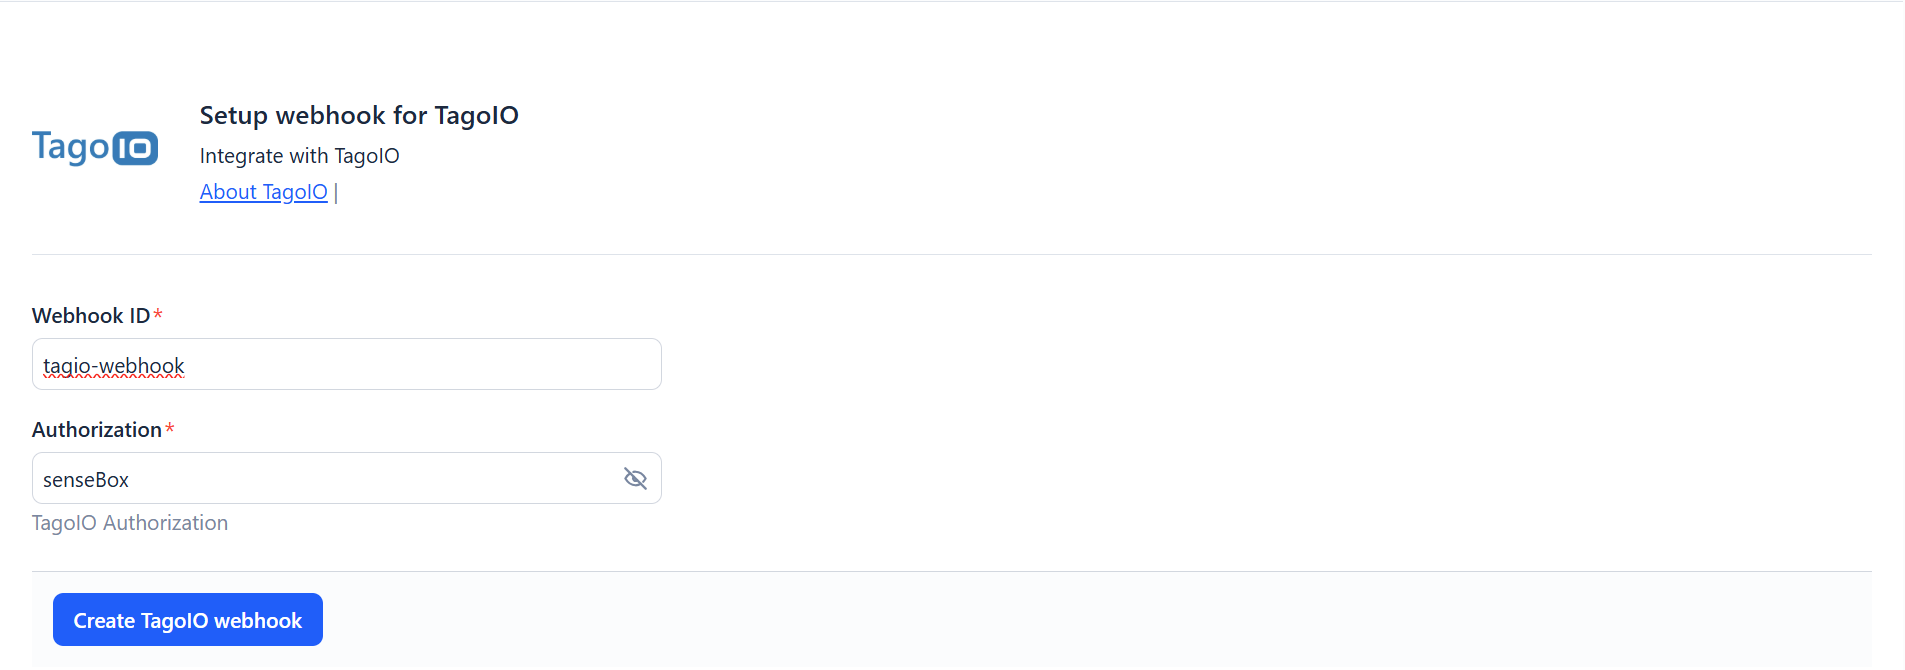 TagoIO
Setup webhook for TagoIO
Integrate with TagoIO
About TagoIO |
Webhook ID*
tagio-webhook
Authorization*
senseBox
TagoIO Authorization
Create TagoIO webhook